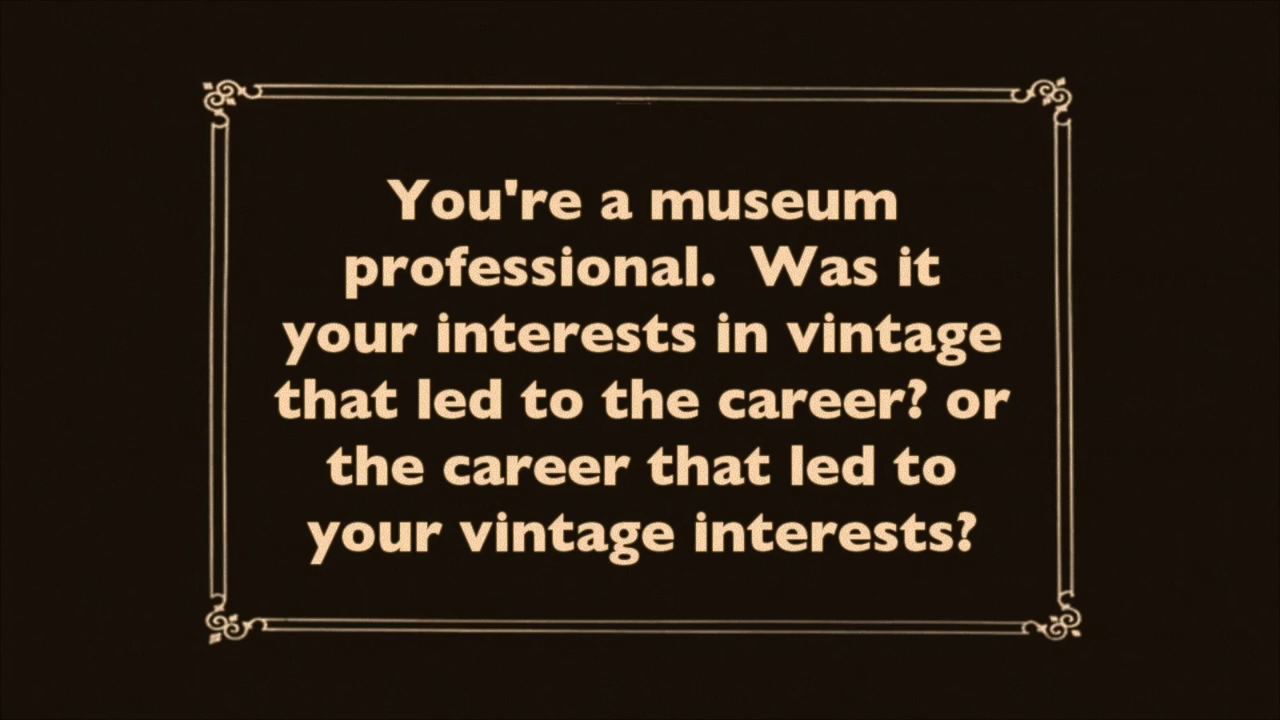 You're a museum
professional.  Was it
your interests in vintage
that led to the career? or
the career that led to
your vintage interests?